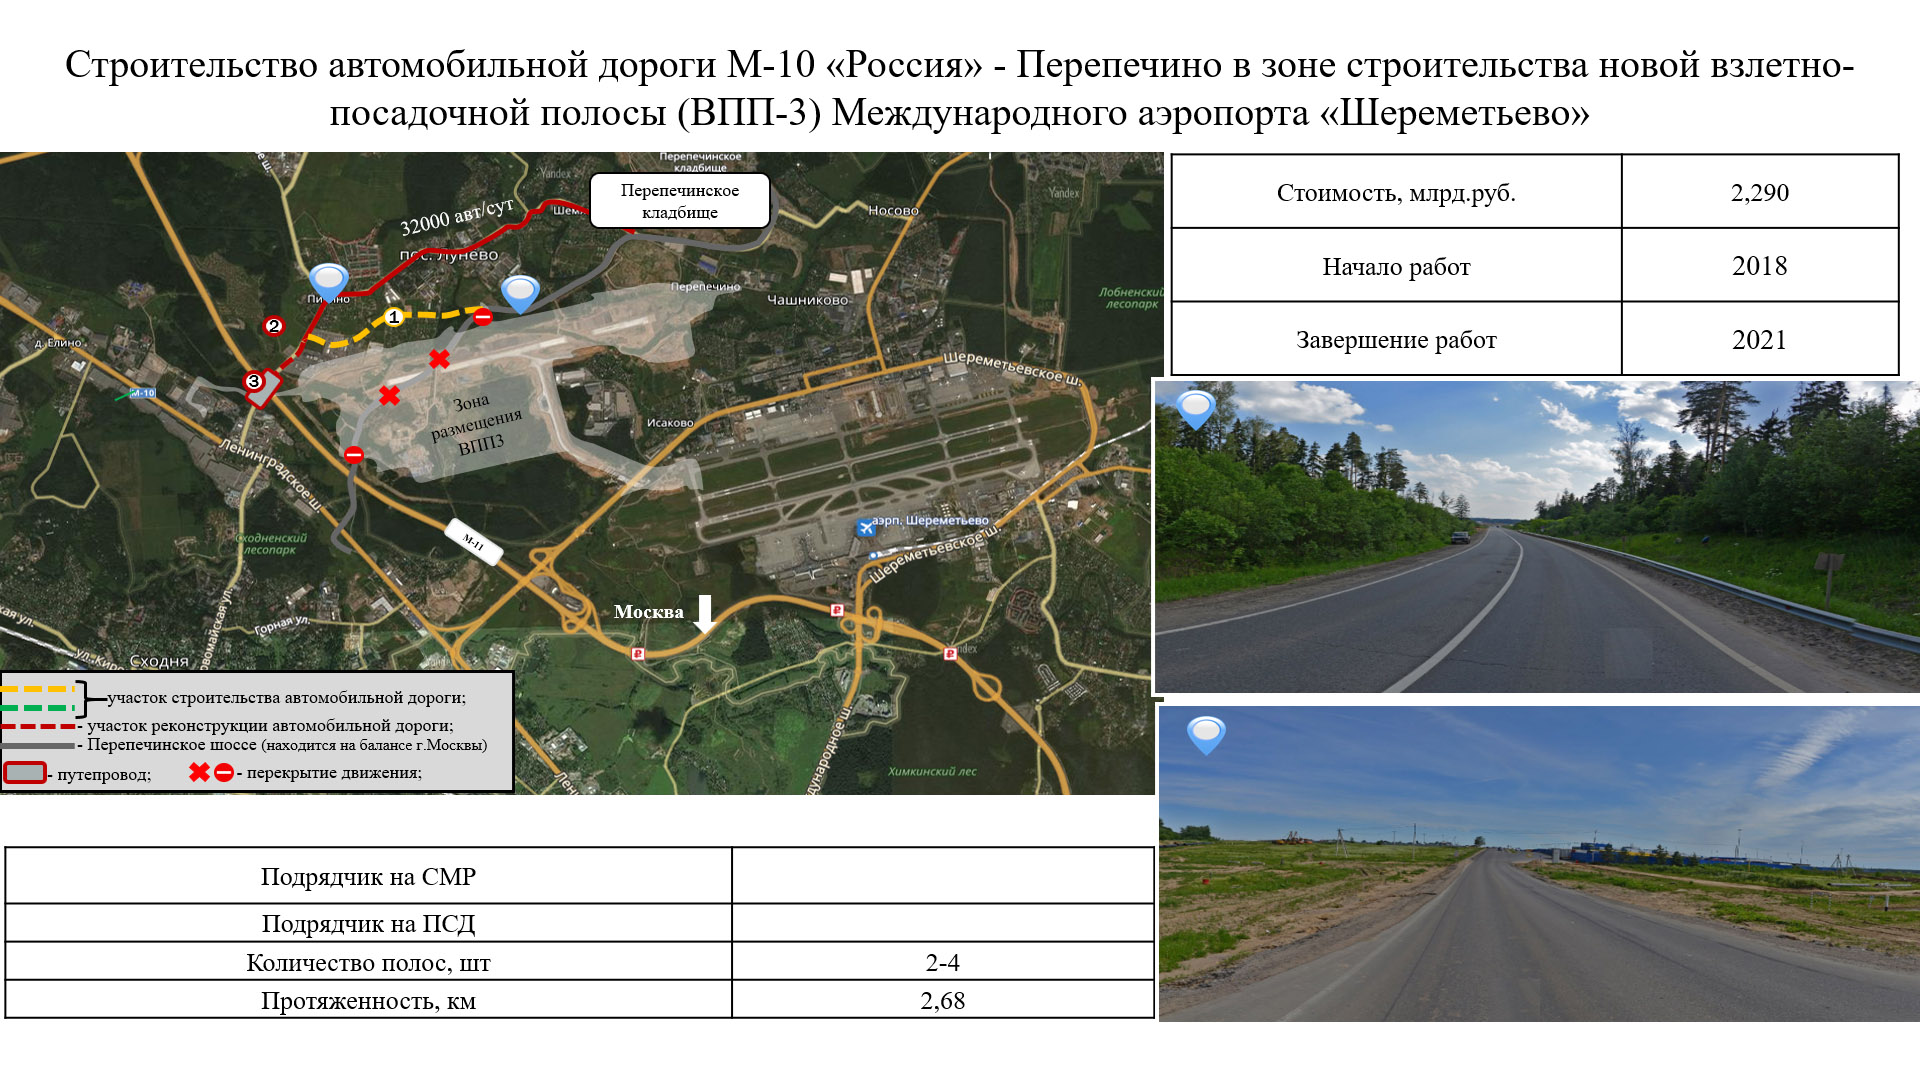 Строительство автомобильной дороги М-10 «Россия» - Перепечино в зоне строительства новой взлетно-
посадочной полосы (ВПП-3) Международного аэропорта «Шереметьево»
Перепечинское
кладбище
Yandex
Перепечинское
кладбище
Yandex
32000 авт/сут
Носово
пос. Лунево
Перепечино
Чашниково
Лобненский
лесопарк
2
1
д. Елино
3
М-10
Шереметьевское ш.
Зона
размещения
ВПП3
Исаково
Ленинградское ш.
аэрп. Шереметьево
Шереметьевское ш.
Сходненский
лесопарк
М-11
Москва
Горная ул.
Сходня
Химкинский лес
участок строительства автомобильной дороги;
- участок реконструкции автомобильной дороги;
- Перепечинское шоссе (находится на балансе г.Москвы)
- путепровод;
- перекрытие движения;
Стоимость, млрд.руб. 2,290
Начало работ 2018
Завершение работ 2021
Подрядчик на СМР
Подрядчик на ПСД
Количество полос, шт 2-4
Протяженность, км 2,68